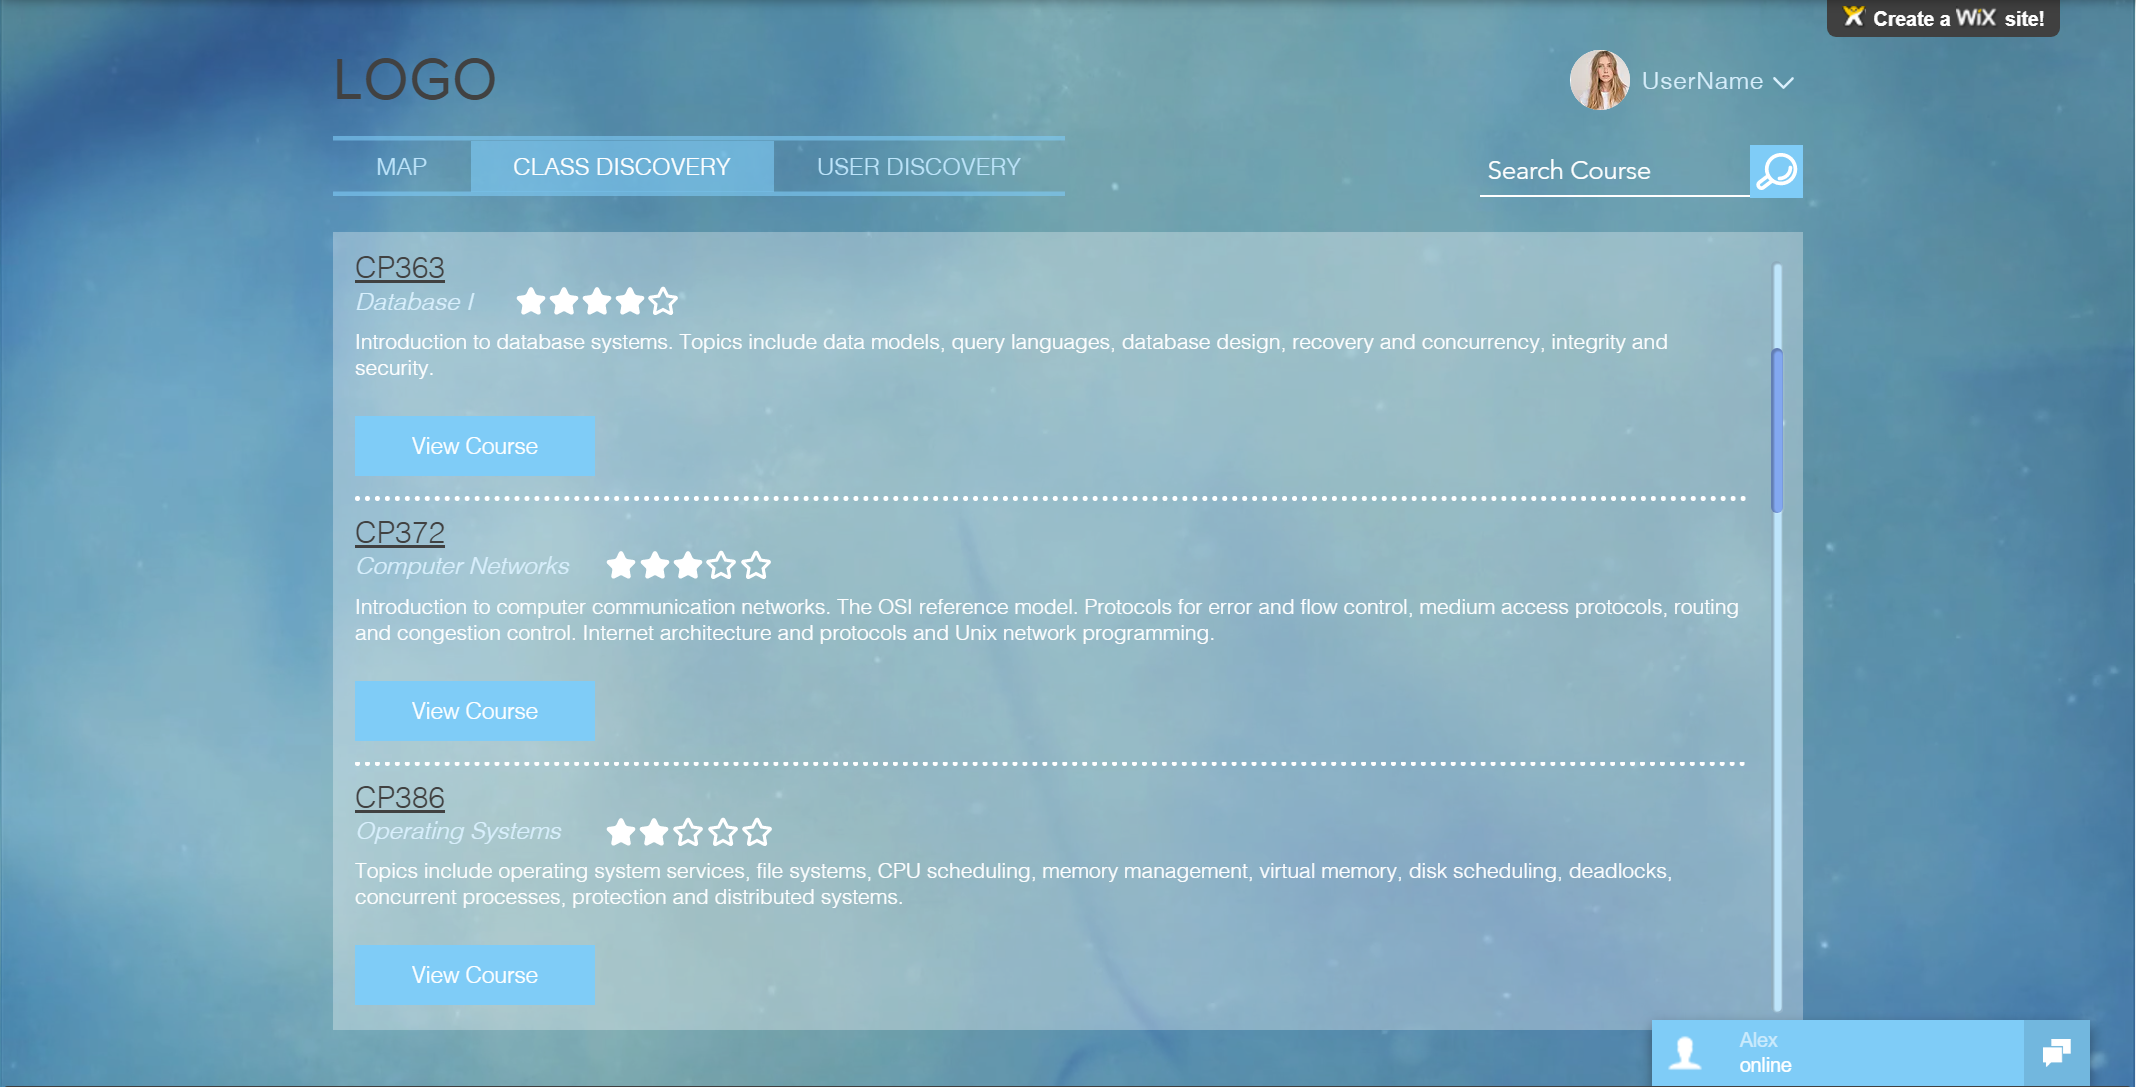 Create a WiX site!
LOGO
UserName
MAP
CLASS DISCOVERY
USER DISCOVERY
Search Course
CP363
Database I
Introduction to database systems. Topics include data models, query languages, database design, recovery and concurrency, integrity and
security.
View Course
CP372
Computer Networks
Introduction to computer communication networks. The OSI reference model. Protocols for error and flow control, medium access protocols, routing
and congestion control. Internet architecture and protocols and Unix network programming.
View Course
CP386
Operating Systems
Topics include operating system services, file systems, CPU scheduling, memory management, virtual memory, disk scheduling, deadlocks,
concurrent processes, protection and distributed systems.
View Course
Alex
online